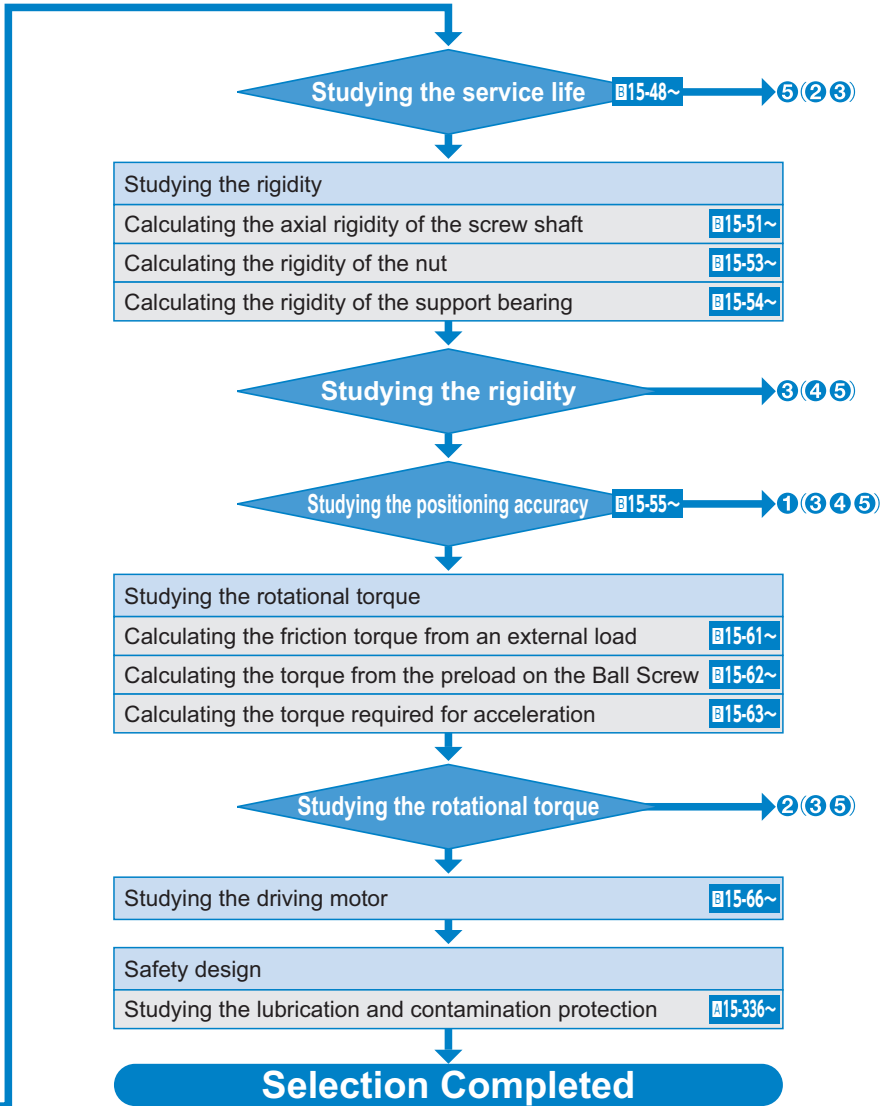 Studying the service life B15-48~ ❺(❷❸)
Studying the rigidity
Calculating the axial rigidity of the screw shaft B15-51~
Calculating the rigidity of the nut B15-53~
Calculating the rigidity of the support bearing B15-54~
Studying the rigidity ❸(❹❺)
Studying the positioning accuracy B15-55~ ❶(❸❹❺)
Studying the rotational torque
Calculating the friction torque from an external load B15-61~
Calculating the torque from the preload on the Ball Screw B15-62~
Calculating the torque required for acceleration B15-63~
Studying the rotational torque ❷(❸❺)
Studying the driving motor B15-66~
Safety design
Studying the lubrication and contamination protection A15-336~
Selection Completed